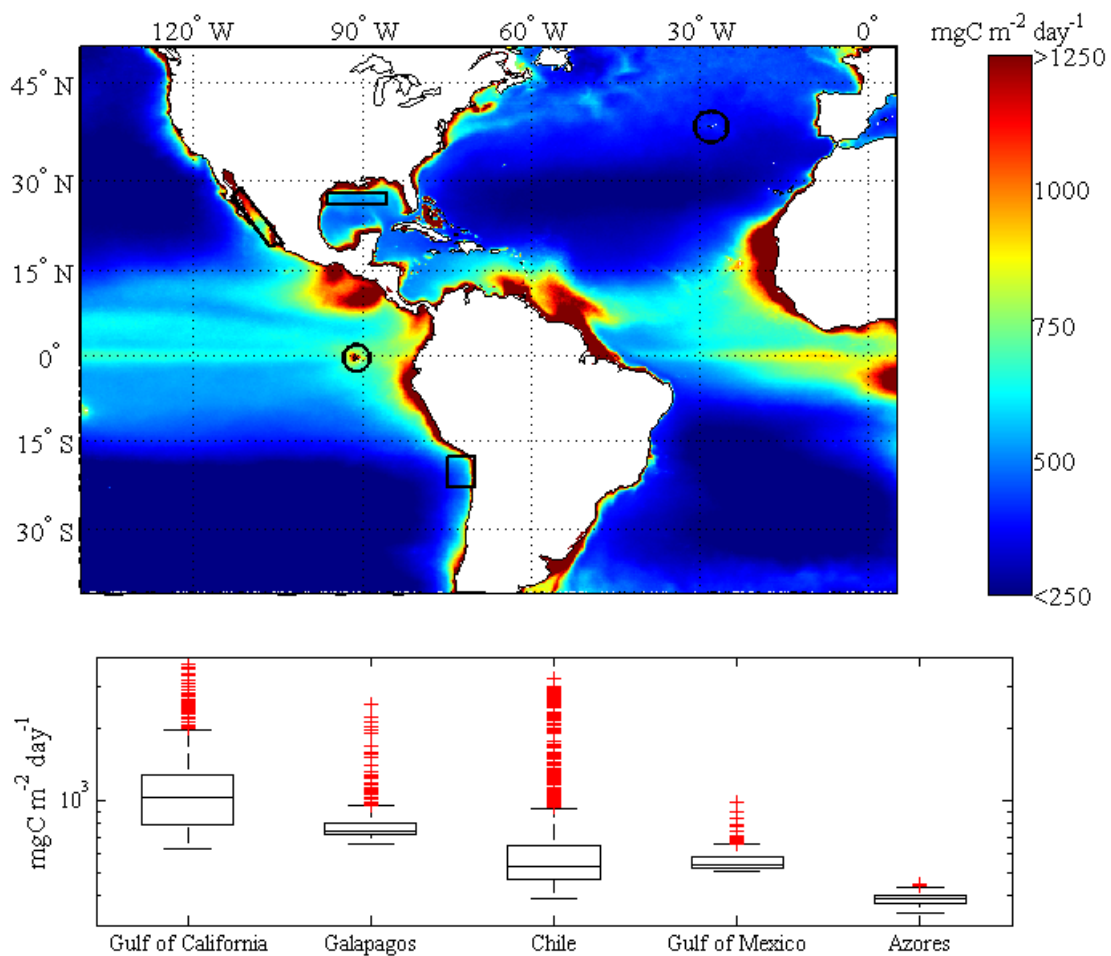 120° W 90° W 60° W 30° W 0°
mgC m⁻² day⁻¹
>1250
1000
750
500
<250
45° N
30° N
15° N
0°
15° S
30° S
mgC m⁻² day⁻¹
10³
Gulf of California Galapagos Chile Gulf of Mexico Azores